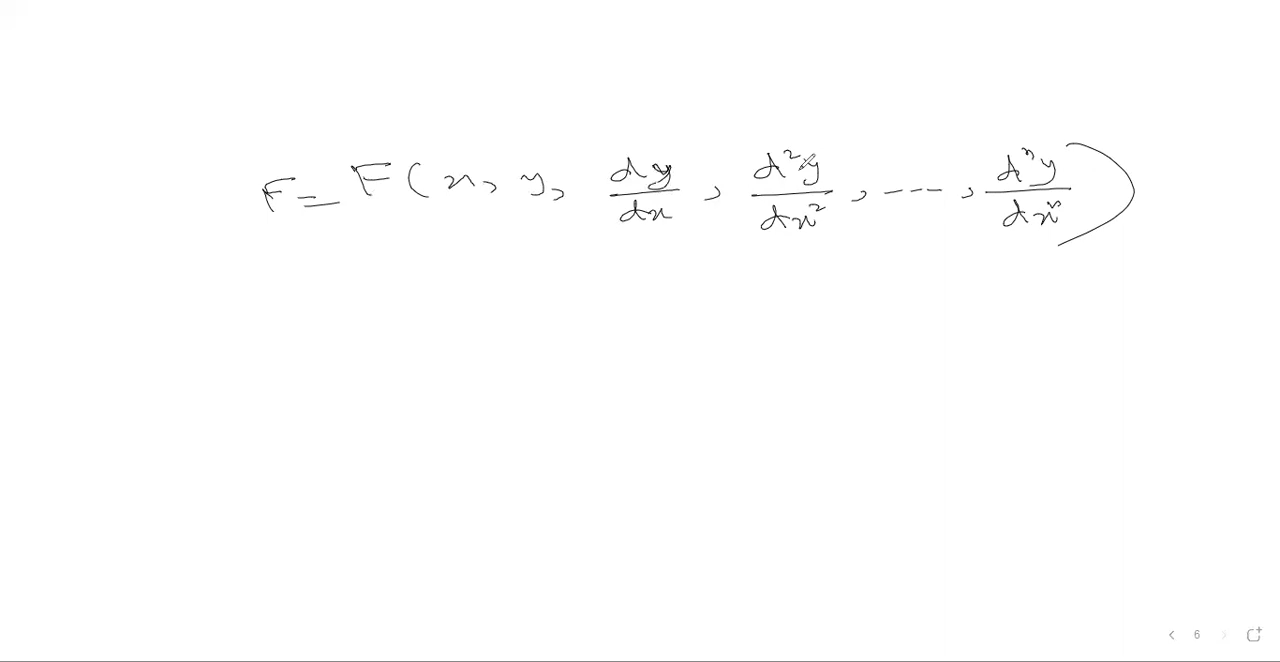 F = F(x, y, dy/dx, d²y/dx², ----, dⁿy/dxⁿ)
6